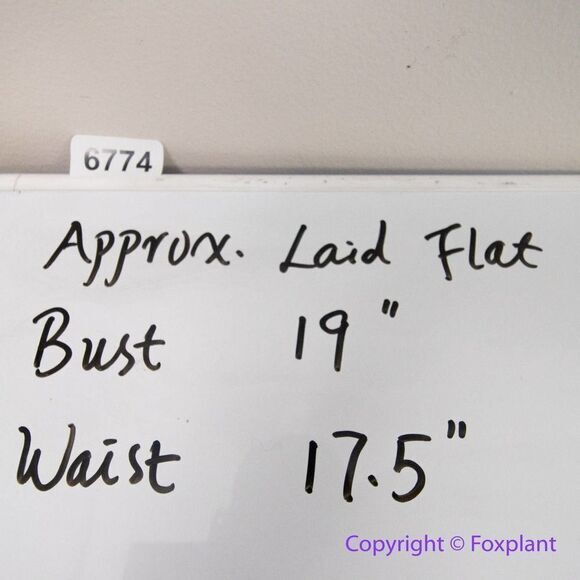 6774
Approx. Laid Flat
Bust 19"
Waist 17.5"
Copyright © Foxplant